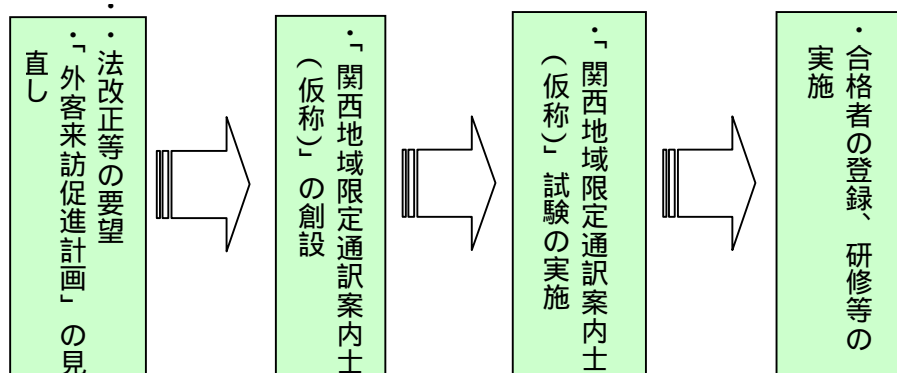 ・法改正等の要望
・「外客来訪促進計画」の見
直し
・「関西地域限定通訳案内士
（仮称）」の創設
・「関西地域限定通訳案内士
（仮称）」試験の実施
・合格者の登録、研修等の
実施